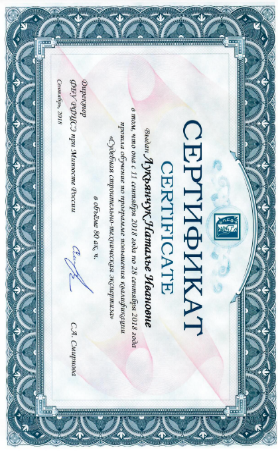 СЕРТИФИКАТ
CERTIFICATE
Выдан Лукьянчук Наталье Ивановне
в том, что она с 11 сентября 2018 года по 28 сентября 2018 года
прошла обучение по программе повышения квалификации
«Судебная строительно-техническая экспертиза»
в объёме 80 ак. ч.
Директор
ФБУ РФЦСЭ при Минюсте России
С.А. Смирнова
Сентябрь, 2018